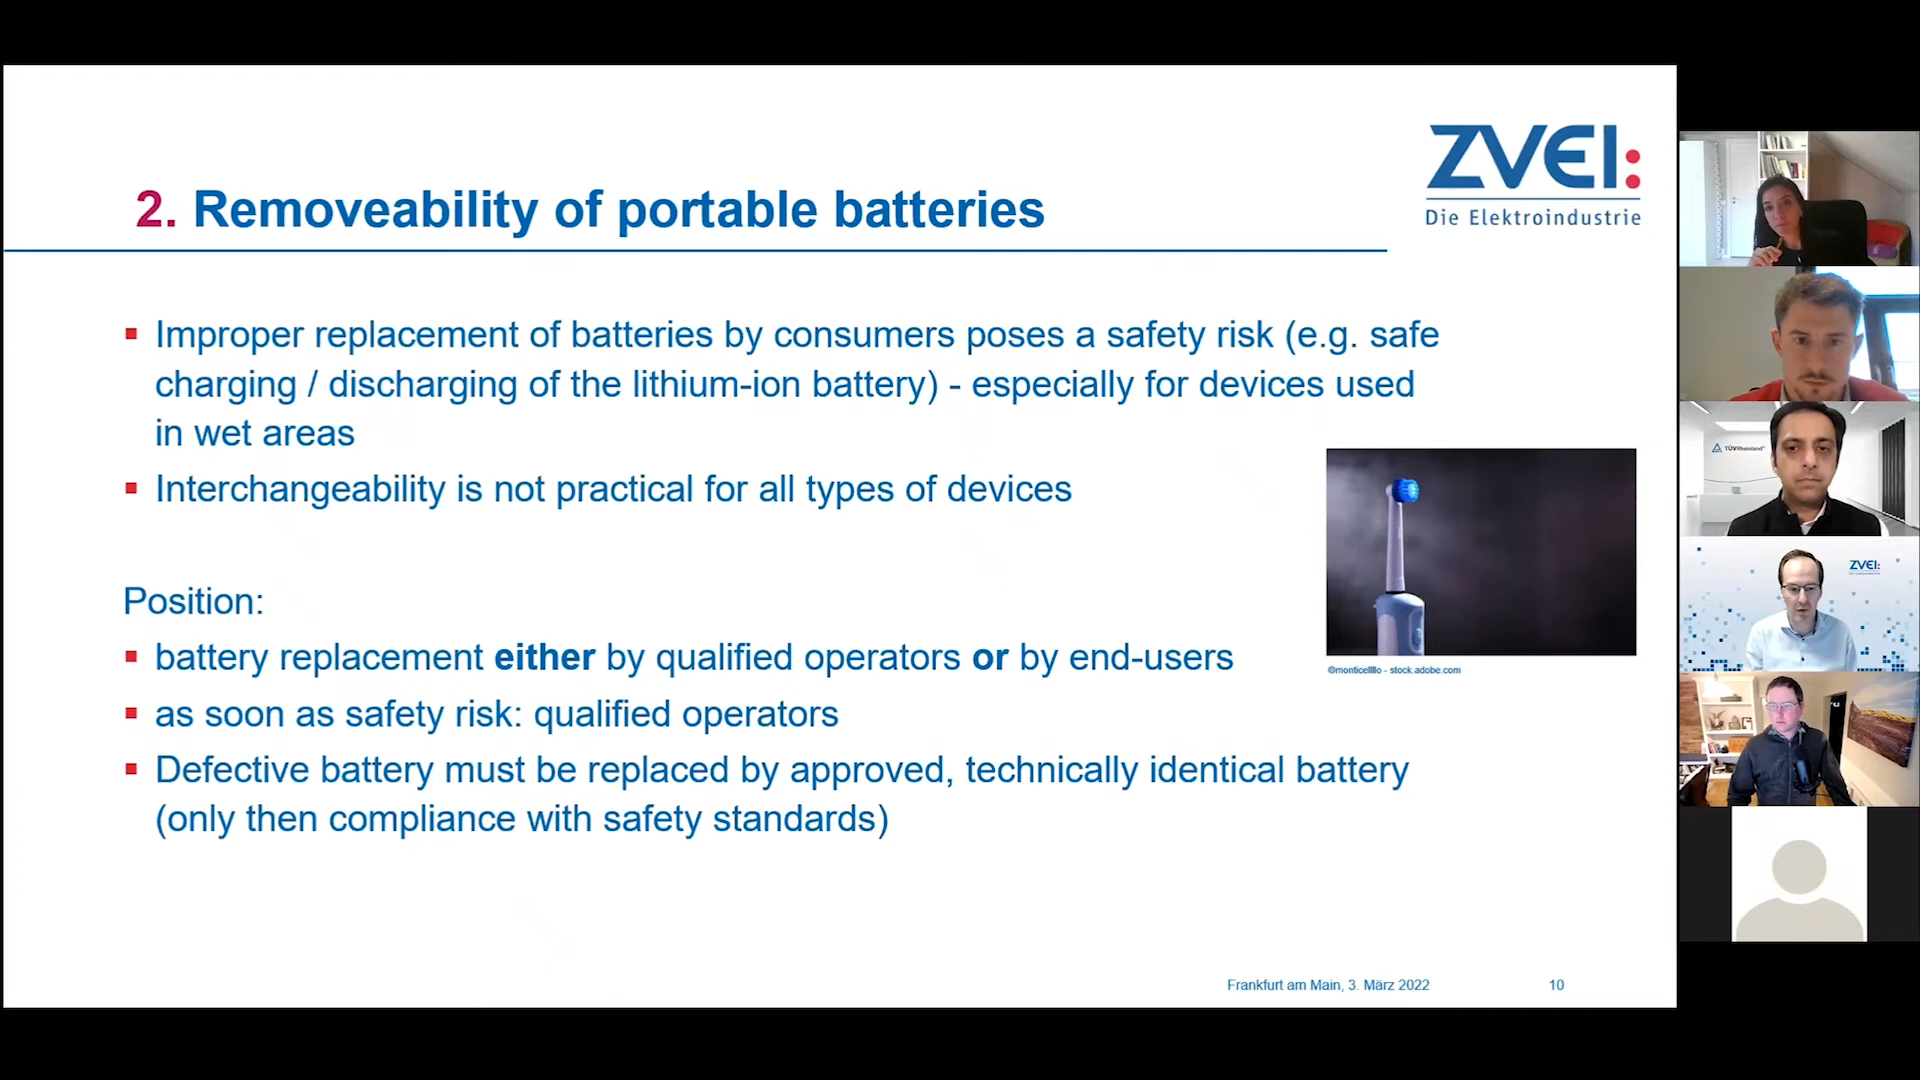 ZVEI:
Die Elektroindustrie
2. Removeability of portable batteries
Improper replacement of batteries by consumers poses a safety risk (e.g. safe
charging / discharging of the lithium-ion battery) - especially for devices used
in wet areas
Interchangeability is not practical for all types of devices
Position:
battery replacement either by qualified operators or by end-users
as soon as safety risk: qualified operators
Defective battery must be replaced by approved, technically identical battery
(only then compliance with safety standards)
©monticellllo - stock.adobe.com
Frankfurt am Main, 3. März 2022
10
TÜVRheinland®
ZVEI: